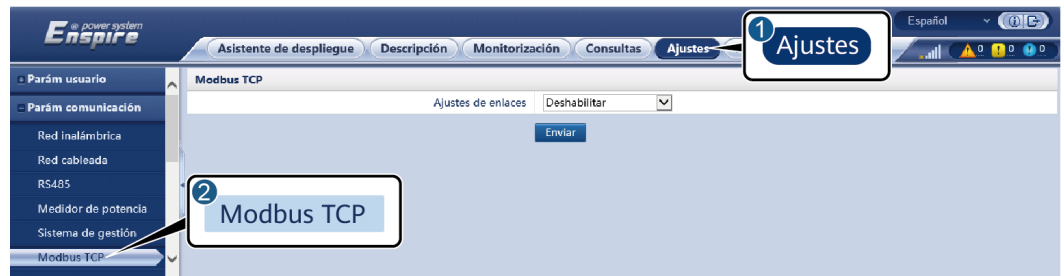 power system
Enspire
Español
Asistente de despliegue
Descripción
Monitorización
Consultas
Ajustes
1
Ajustes
0
0
0
Parám usuario
Parám comunicación
Red inalámbrica
Red cableada
RS485
Medidor de potencia
Sistema de gestión
Modbus TCP
Modbus TCP
Ajustes de enlaces
Deshabilitar
Enviar
2
Modbus TCP